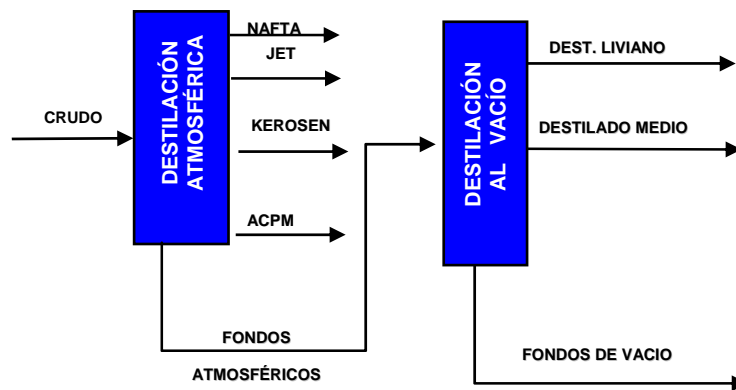 NAFTA
JET
CRUDO
DESTILACIÓN
ATMOSFÉRICA
KEROSEN
ACPM
FONDOS
ATMOSFÉRICOS
DESTILACIÓN
AL VACÍO
DEST. LIVIANO
DESTILADO MEDIO
FONDOS DE VACIO